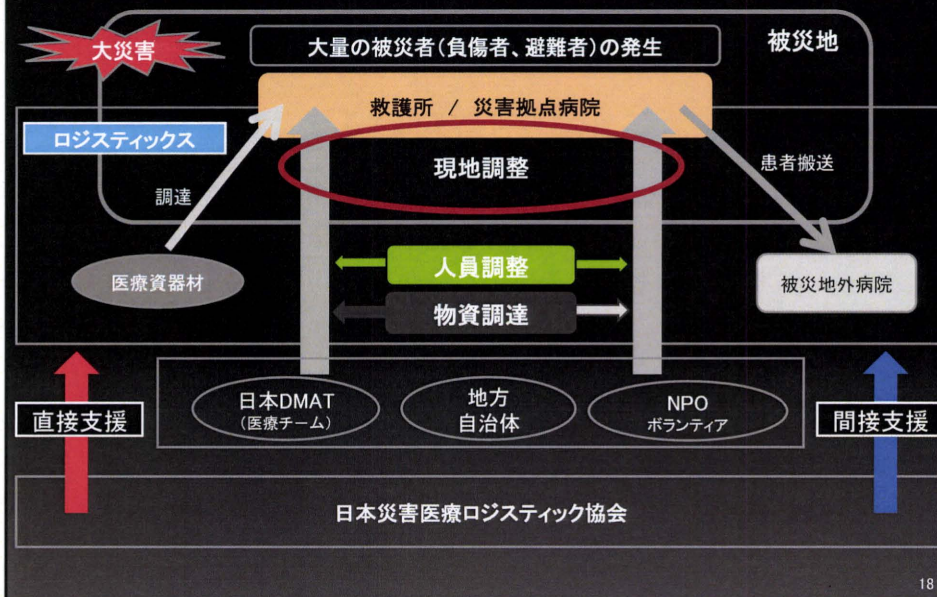 大災害
大量の被災者(負傷者、避難者)の発生
被災地
救護所 / 災害拠点病院
ロジスティックス
現地調整
患者搬送
調達
医療資器材
人員調整
被災地外病院
物資調達
日本DMAT
(医療チーム)
地方
自治体
NPO
ボランティア
直接支援
間接支援
日本災害医療ロジスティック協会
18